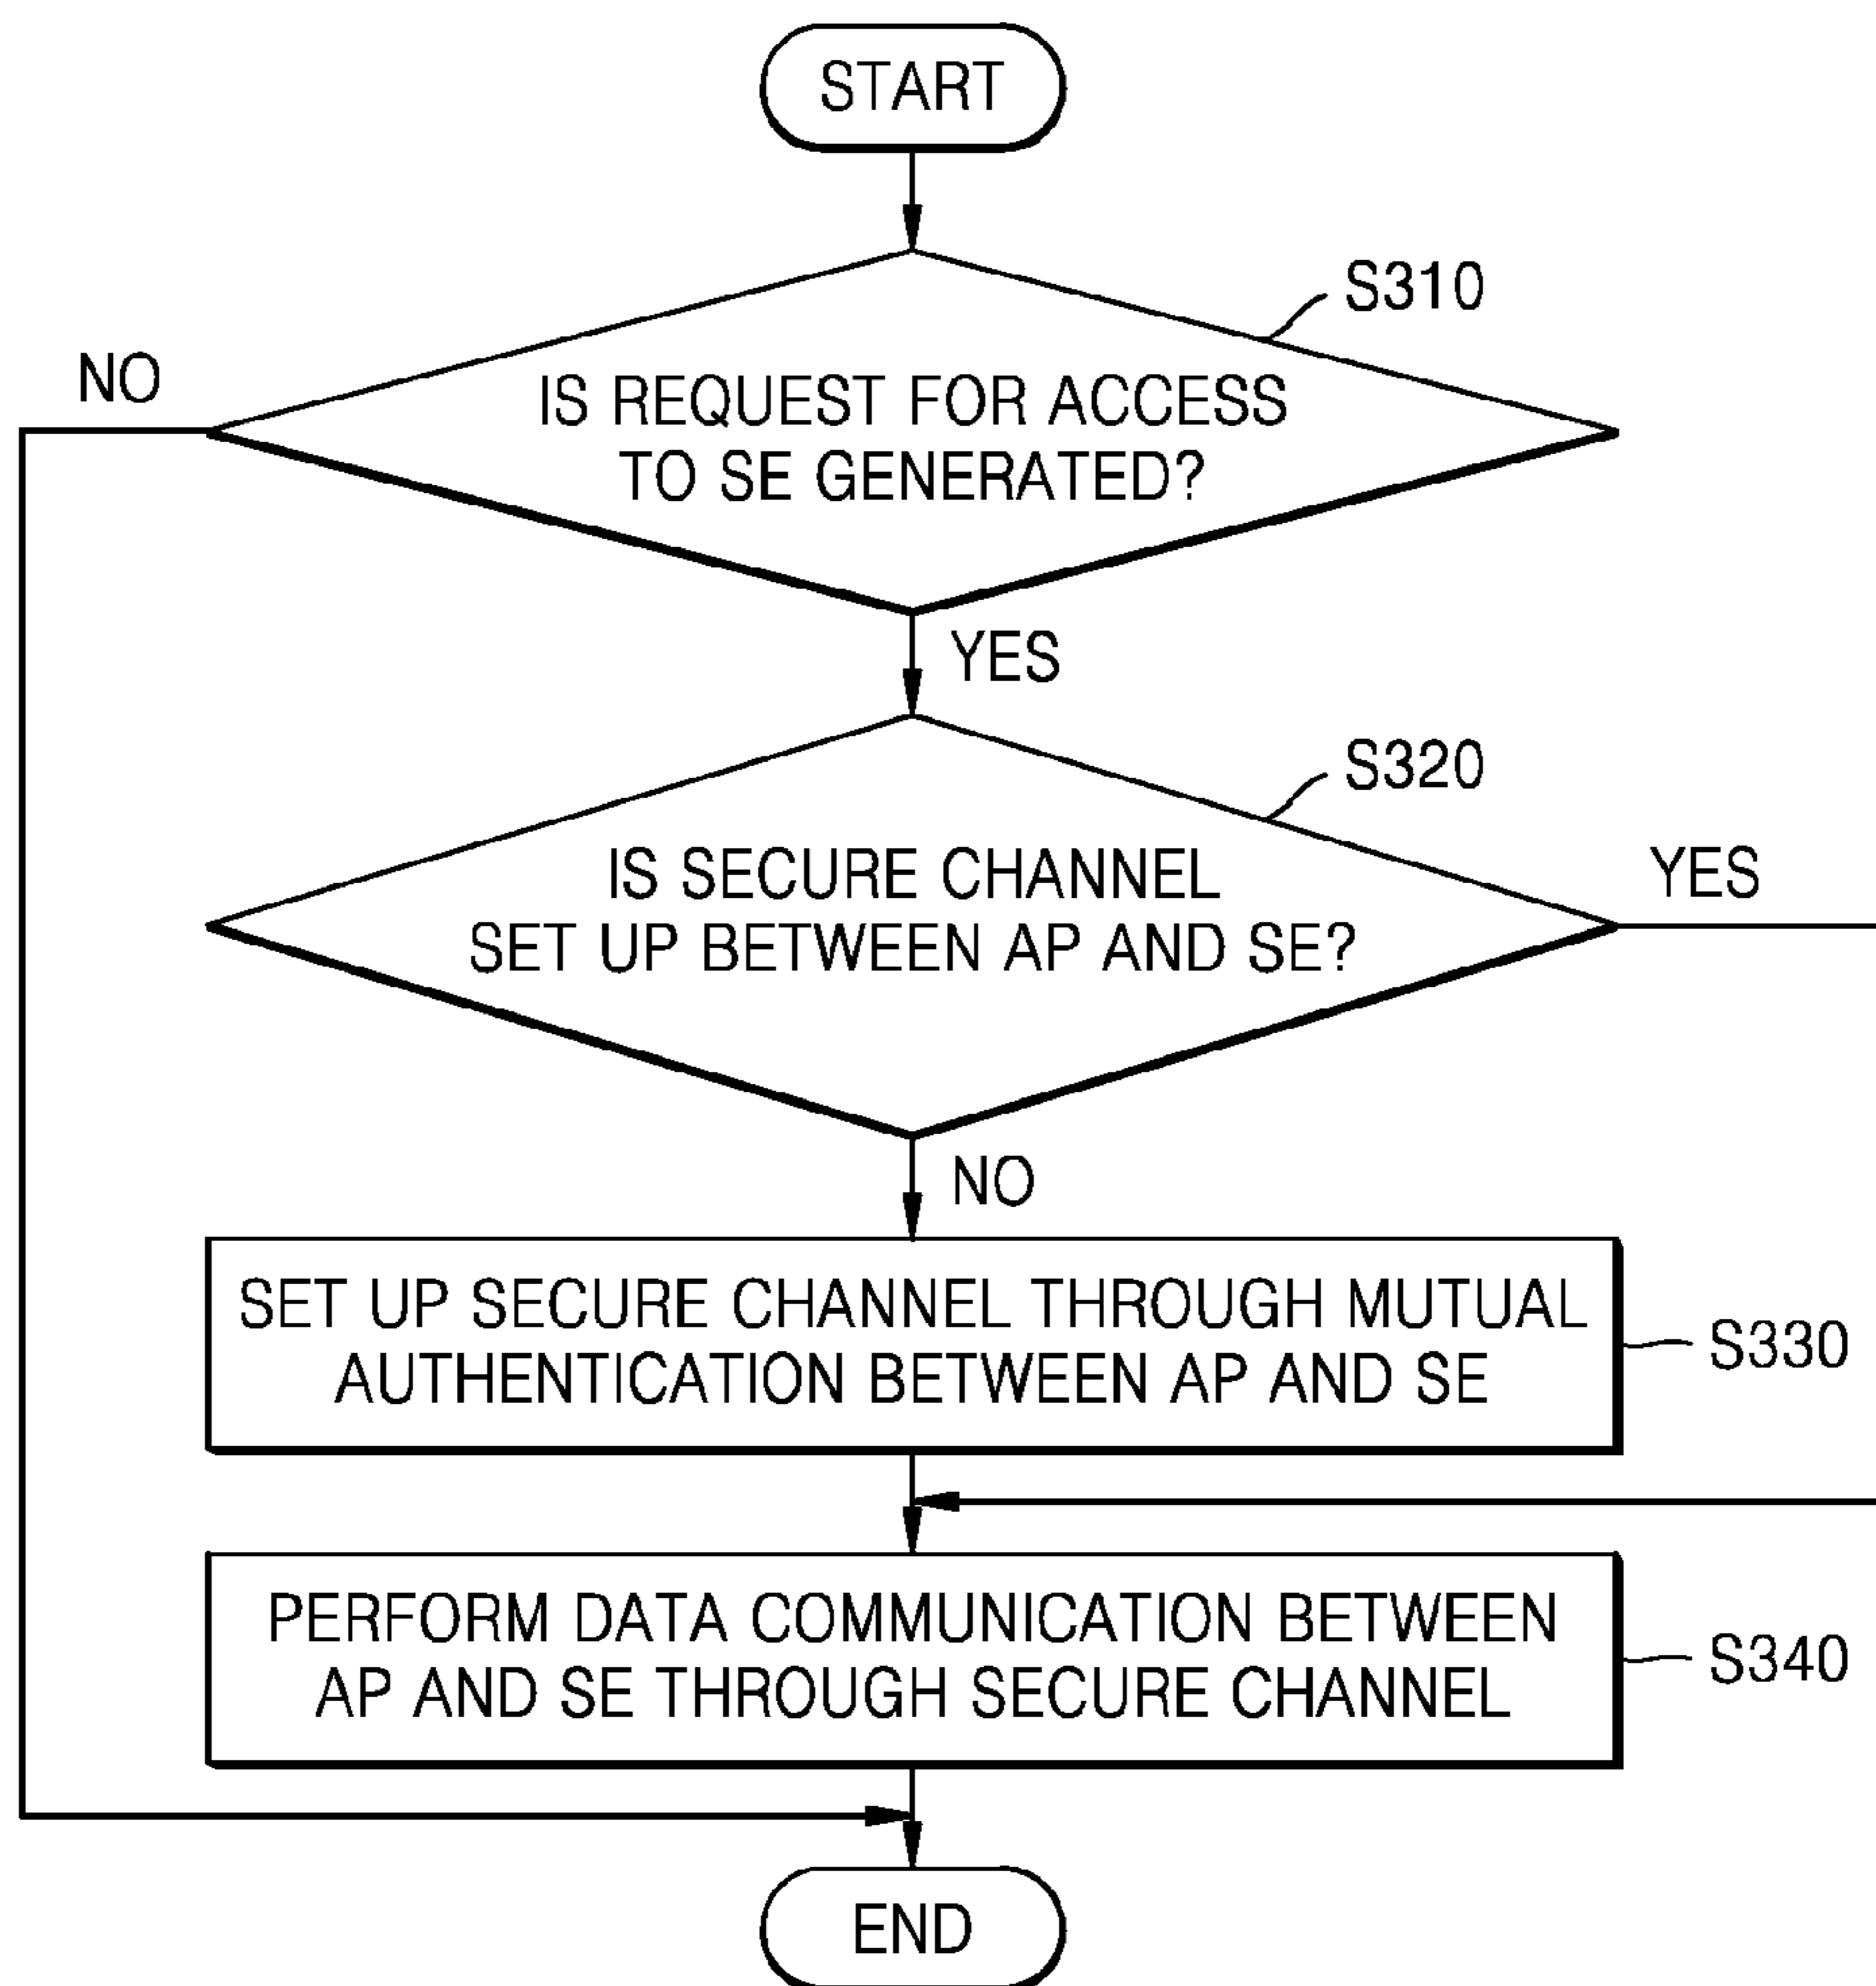 START
S310
NO
IS REQUEST FOR ACCESS
TO SE GENERATED?
YES
S320
IS SECURE CHANNEL
SET UP BETWEEN AP AND SE?
YES
NO
SET UP SECURE CHANNEL THROUGH MUTUAL
AUTHENTICATION BETWEEN AP AND SE
S330
PERFORM DATA COMMUNICATION BETWEEN
AP AND SE THROUGH SECURE CHANNEL
S340
END